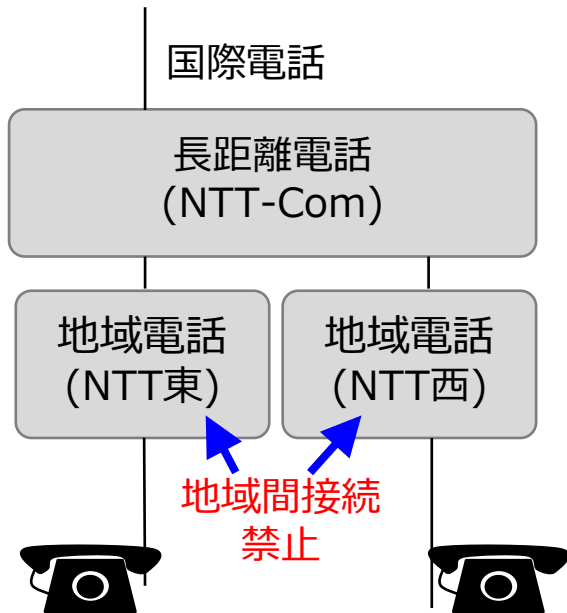 国際電話
長距離電話
(NTT-Com)
地域電話
(NTT東)
地域電話
(NTT西)
地域間接続
禁止